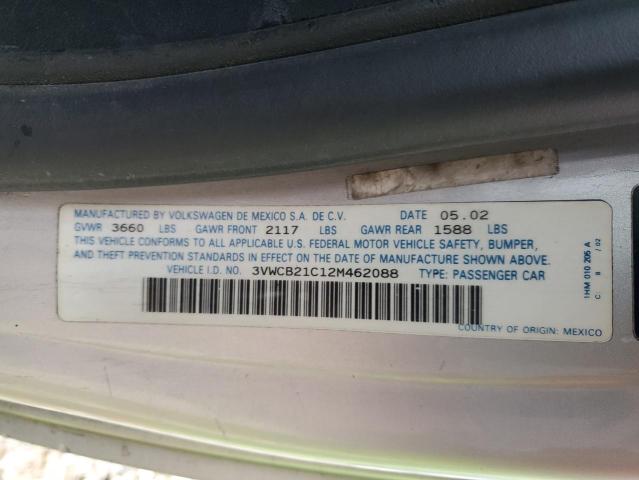 MANUFACTURED BY VOLKSWAGEN DE MEXICO S.A. DE C.V. DATE 05.02
GVWR 3660 LBS GAWR FRONT 2117 LBS GAWR REAR 1588 LBS
THIS VEHICLE CONFORMS TO ALL APPLICABLE U.S. FEDERAL MOTOR VEHICLE SAFETY, BUMPER,
AND THEFT PREVENTION STANDARDS IN EFFECT ON THE DATE OF MANUFACTURE SHOWN ABOVE.
VEHICLE I.D. NO. 3VWCB21C12M462088 TYPE: PASSENGER CAR
COUNTRY OF ORIGIN: MEXICO
1HM 010 205 A
C 8 / 02